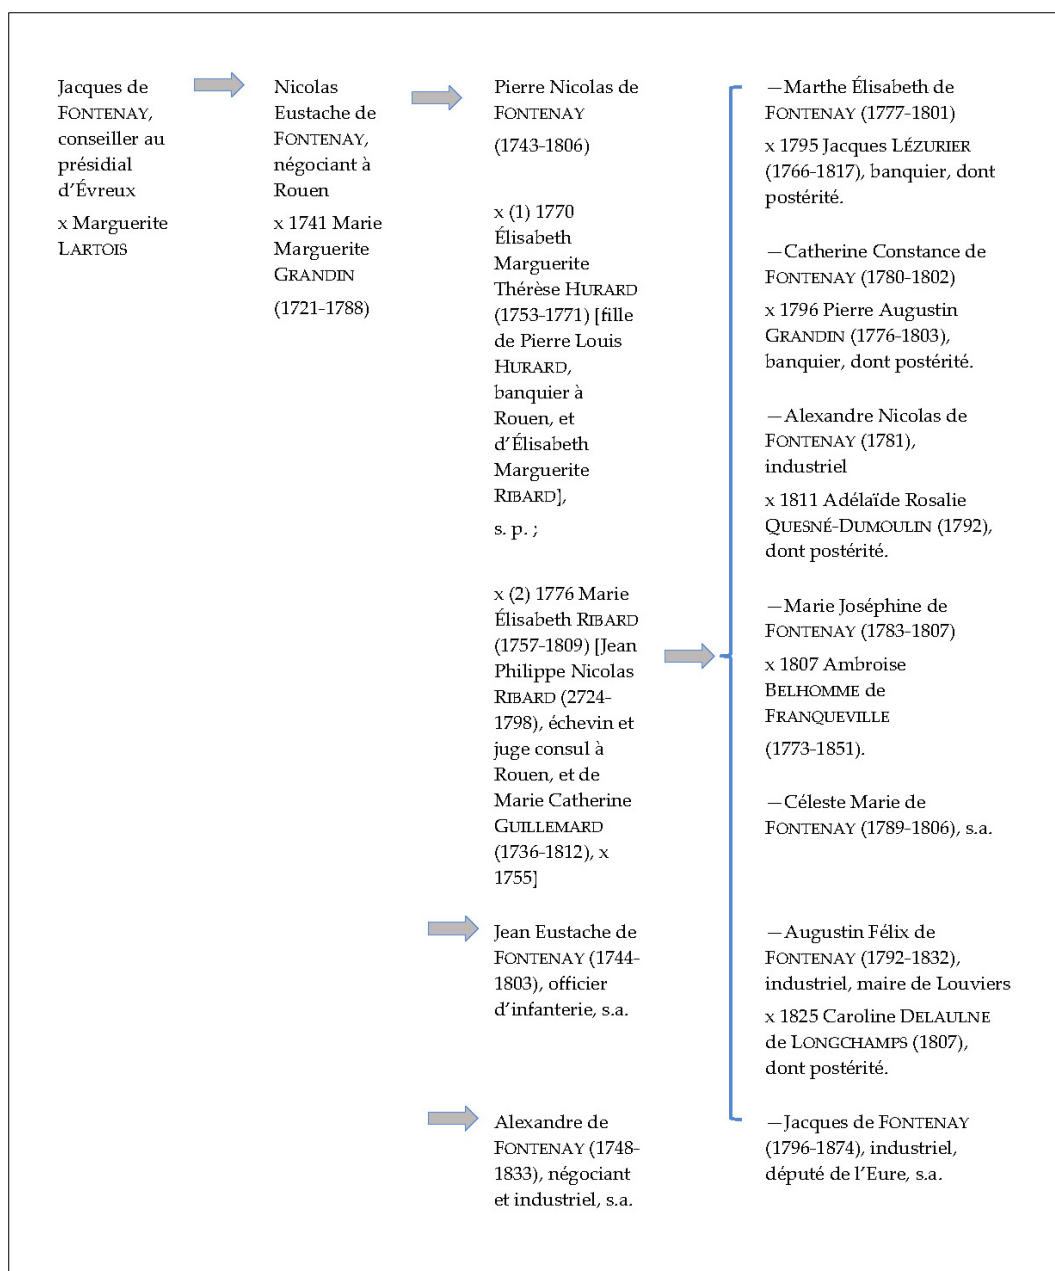 Jacques de
FONTENAY,
conseiller au
présidial
d'Évreux
x Marguerite
LARTOIS
Nicolas
Eustache de
FONTENAY,
négociant à
Rouen
x 1741 Marie
Marguerite
GRANDIN
(1721-1788)
Pierre Nicolas de
FONTENAY
(1743-1806)
x (1) 1770
Élisabeth
Marguerite
Thérèse HURARD
(1753-1771) [fille
de Pierre Louis
HURARD,
banquier à
Rouen, et
d'Élisabeth
Marguerite
RIBARD],
s. p. ;
x (2) 1776 Marie
Élisabeth RIBARD
(1757-1809) [Jean
Philippe Nicolas
RIBARD (2724-
1798), échevin et
juge consul à
Rouen, et de
Marie Catherine
GUILLEMARD
(1736-1812), x
1755]
Jean Eustache de
FONTENAY (1744-
1803), officier
d'infanterie, s.a.
Alexandre de
FONTENAY (1748-
1833), négociant
et industriel, s.a.
—Marthe Élisabeth de
FONTENAY (1777-1801)
x 1795 Jacques LÉZURIER
(1766-1817), banquier, dont
postérité.
—Catherine Constance de
FONTENAY (1780-1802)
x 1796 Pierre Augustin
GRANDIN (1776-1803),
banquier, dont postérité.
—Alexandre Nicolas de
FONTENAY (1781),
industriel
x 1811 Adélaïde Rosalie
QUESNÉ-DUMOULIN (1792),
dont postérité.
—Marie Joséphine de
FONTENAY (1783-1807)
x 1807 Ambroise
BELHOMME de
FRANQUEVILLE
(1773-1851).
—Céleste Marie de
FONTENAY (1789-1806), s.a.
—Augustin Félix de
FONTENAY (1792-1832),
industriel, maire de Louviers
x 1825 Caroline DELAULNE
de LONGCHAMPS (1807),
dont postérité.
—Jacques de FONTENAY
(1796-1874), industriel,
député de l'Eure, s.a.